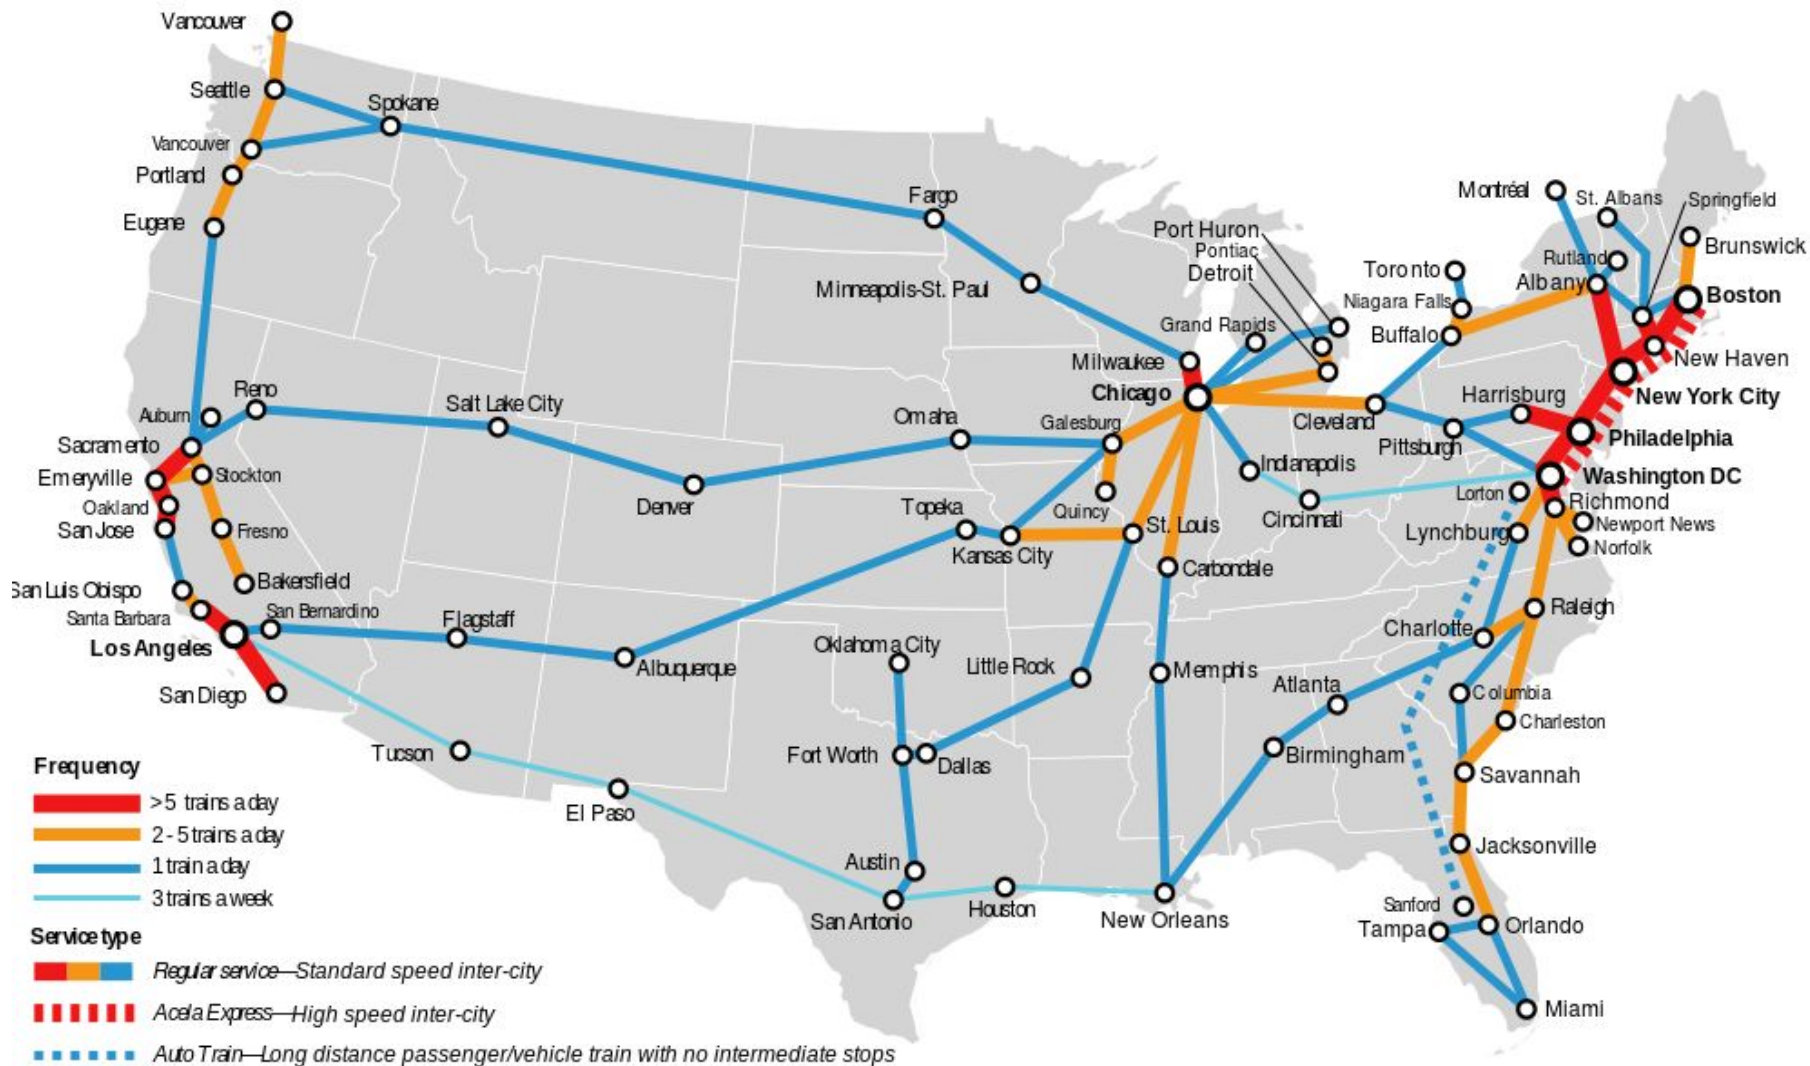 Vancouver
Seattle
Spokane
Vancouver
Portland
Eugene
Fargo
Minneapolis-St. Paul
Port Huron
Pontiac
Detroit
Grand Rapids
Milwaukee
Chicago
Montréal
St. Albans
Springfield
Brunswick
Rutland
Albany
Toronto
Niagara Falls
Buffalo
Boston
New Haven
New York City
Harrisburg
Cleveland
Pittsburgh
Philadelphia
Washington DC
Reno
Auburn
Sacramento
Emeryville
Stockton
Oakland
San Jose
Fresno
Bakersfield
San Luis Obispo
Santa Barbara
San Bernardino
Los Angeles
San Diego
Salt Lake City
Denver
Omaha
Galesburg
Quincy
Topeka
Kansas City
St. Louis
Indianapolis
Cincinnati
Carbondale
Lorton
Richmond
Newport News
Norfolk
Lynchburg
Raleigh
Charlotte
Flagstaff
Albuquerque
Oklahoma City
Little Rock
Memphis
Atlanta
Columbia
Charleston
Tucson
El Paso
Fort Worth
Dallas
Birmingham
Savannah
Austin
San Antonio
Houston
New Orleans
Jacksonville
Sanford
Tampa
Orlando
Miami
Frequency
>5 trains a day
2 - 5 trains a day
1 train a day
3 trains a week
Service type
Regular service—Standard speed inter-city
Acela Express—High speed inter-city
Auto Train—Long distance passenger/vehicle train with no intermediate stops